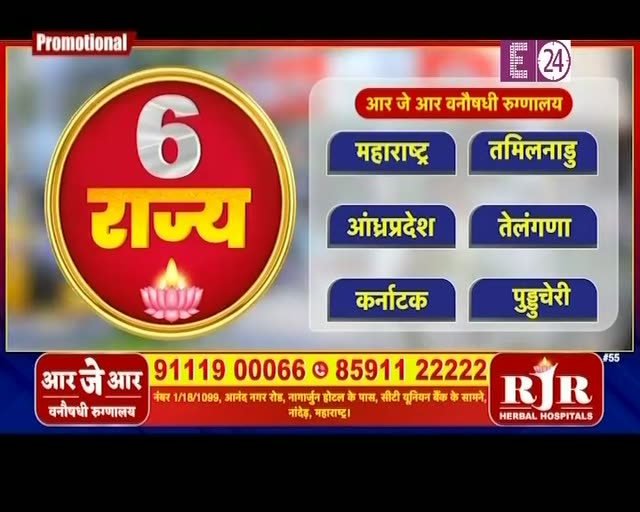 Promotional
E 24
6
राज्य
आर जे आर वनौषधी रुग्णालय
महाराष्ट्र
तमिलनाडु
आंध्रप्रदेश
तेलंगणा
कर्नाटक
पुड्डुचेरी
#55
आर जे आर
वनौषधी रुग्णालय
91119 00066 85911 22222
नंबर 1/18/1099, आनंद नगर रोड, नागार्जुन होटल के पास, सीटी यूनियन बैंक के सामने,
नांदेड़, महाराष्ट्र।
RJR
HERBAL HOSPITALS